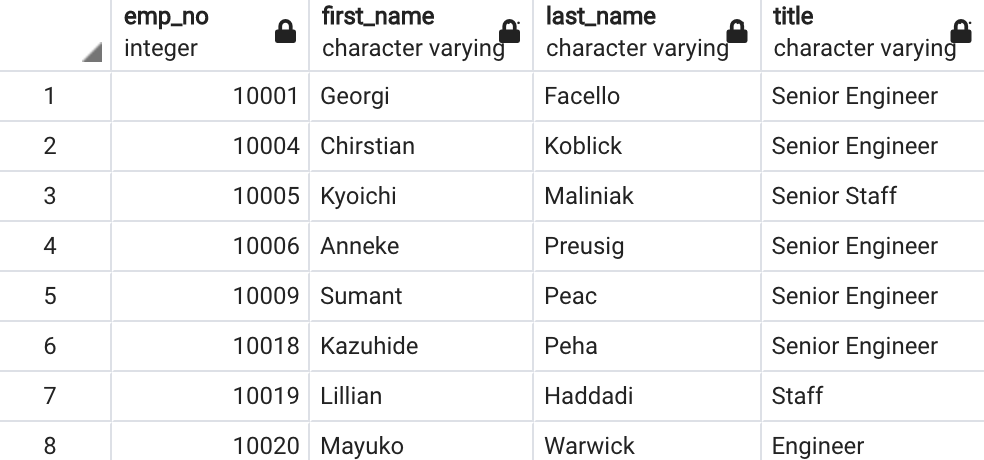 emp_no first_name last_name title
integer character varying character varying character varying
1 10001 Georgi Facello Senior Engineer
2 10004 Chirstian Koblick Senior Engineer
3 10005 Kyoichi Maliniak Senior Staff
4 10006 Anneke Preusig Senior Engineer
5 10009 Sumant Peac Senior Engineer
6 10018 Kazuhide Peha Senior Engineer
7 10019 Lillian Haddadi Staff
8 10020 Mayuko Warwick Engineer